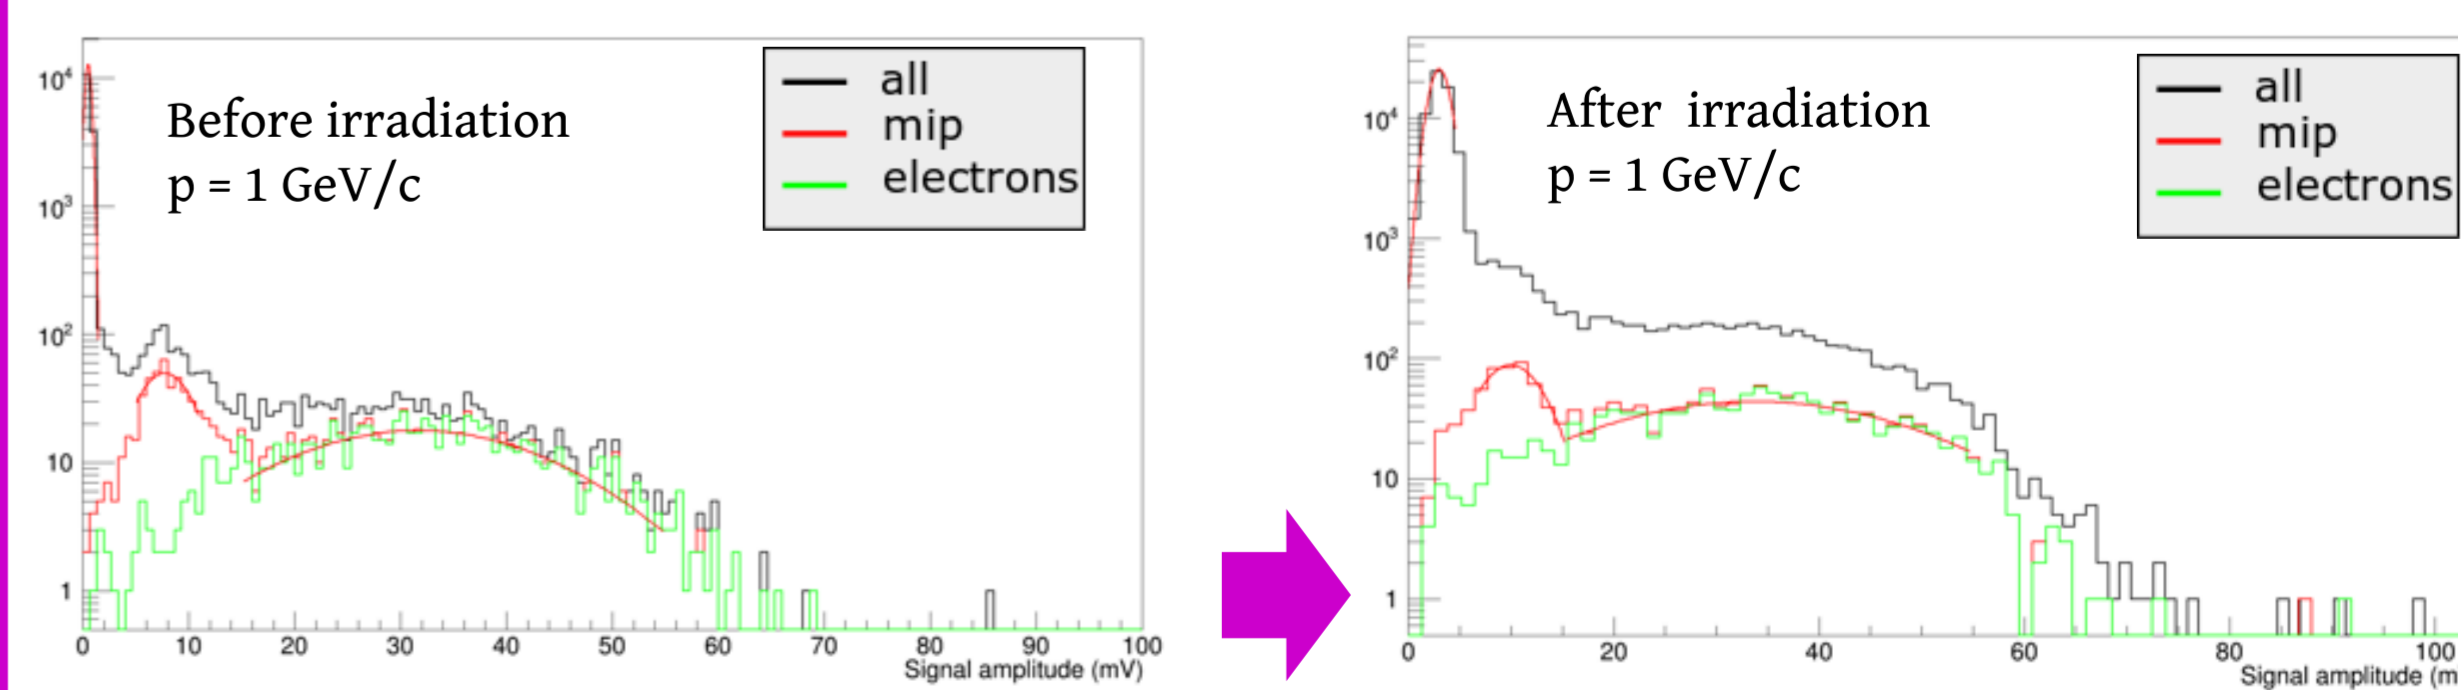 Before irradiation
p = 1 GeV/c
all
mip
electrons
10⁴
10³
10²
10
1
0 10 20 30 40 50 60 70 80 90 100
Signal amplitude (mV)
After irradiation
p = 1 GeV/c
all
mip
electrons
10⁴
10³
10²
10
1
0 20 40 60 80 100
Signal amplitude (m